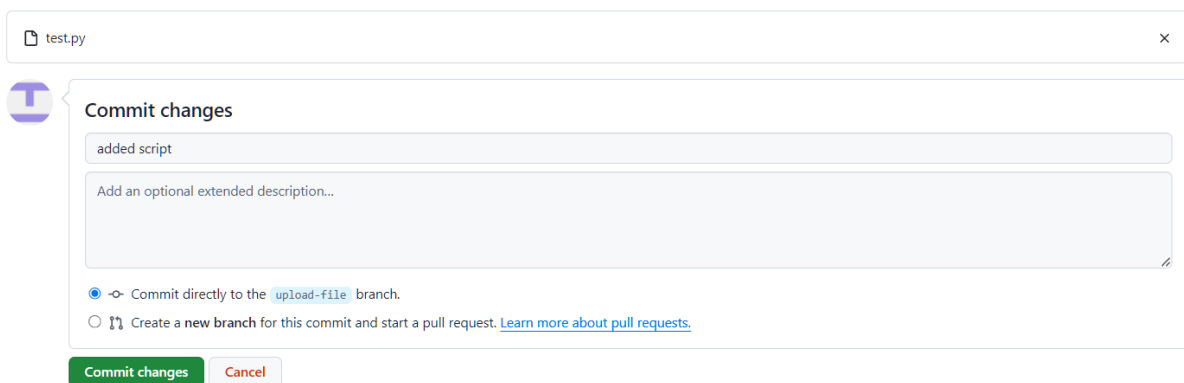 test.py
Commit changes
added script
Add an optional extended description...
Commit directly to the upload-file branch.
Create a new branch for this commit and start a pull request. Learn more about pull requests.
Commit changes Cancel